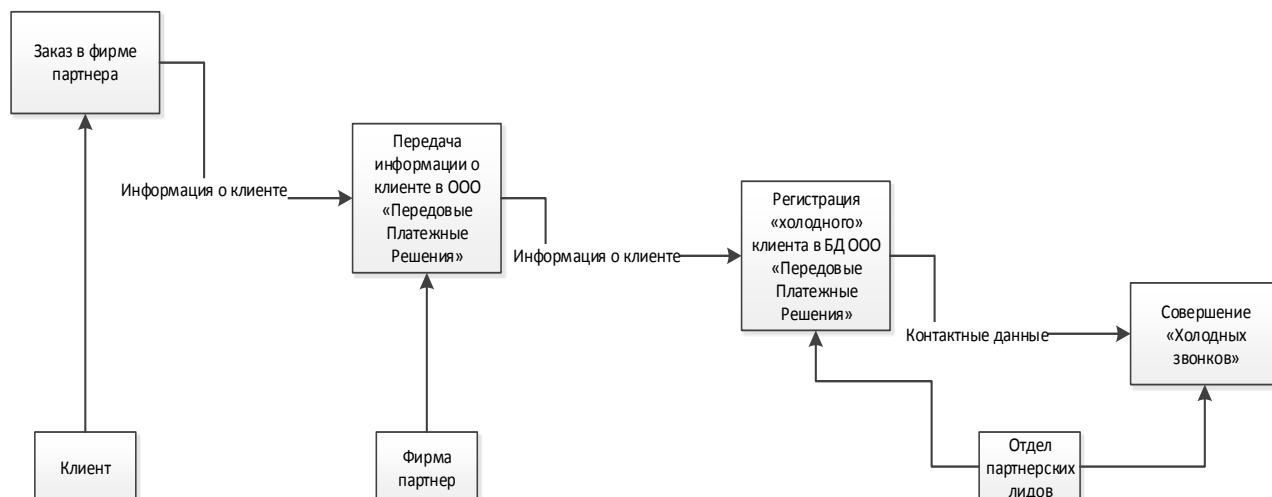 Заказ в фирме
партнера
Передача
информации о
клиенте в ООО
«Передовые
Платежные
Решения»
Информация о клиенте
Регистрация
«холодного»
клиента в БД ООО
«Передовые
Платежные
Решения»
Информация о клиенте
Совершение
«Холодных
звонков»
Контактные данные
Клиент
Фирма
партнер
Отдел
партнерских
лидов